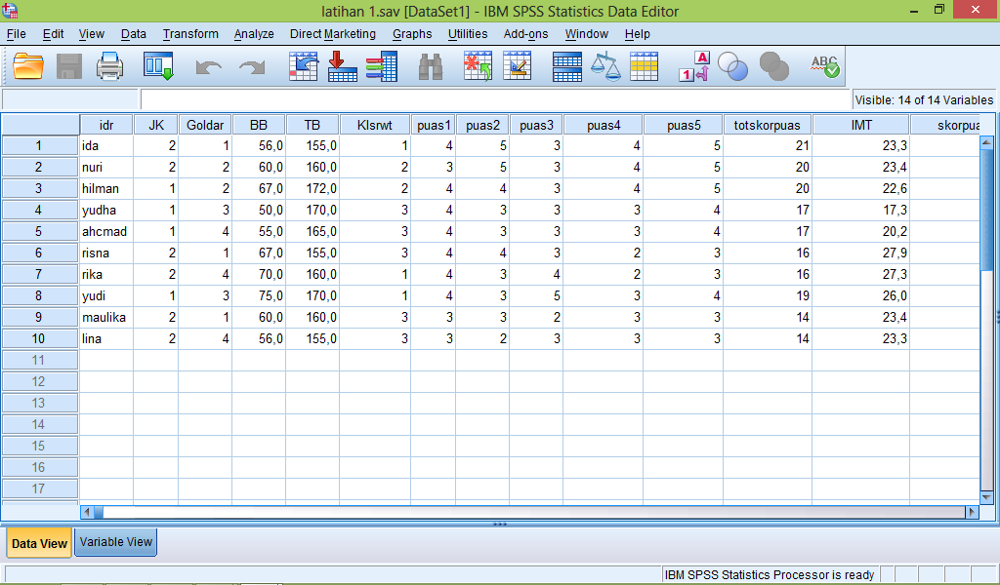 latihan 1.sav [DataSet1] - IBM SPSS Statistics Data Editor
File Edit View Data Transform Analyze Direct Marketing Graphs Utilities Add-ons Window Help
A
1
ABC
Visible: 14 of 14 Variables
idr JK Goldar BB TB Klsrwt puas1 puas2 puas3 puas4 puas5 totskorpuas IMT skorpua
1 ida 2 1 56,0 155,0 1 4 5 3 4 5 21 23,3
2 nuri 2 2 60,0 160,0 2 3 5 3 4 5 20 23,4
3 hilman 1 2 67,0 172,0 2 4 4 3 4 5 20 22,6
4 yudha 1 3 50,0 170,0 3 4 3 3 3 4 17 17,3
5 ahcmad 1 4 55,0 165,0 3 4 3 3 3 4 17 20,2
6 risna 2 1 67,0 155,0 3 4 4 3 2 3 16 27,9
7 rika 2 4 70,0 160,0 1 4 3 4 2 3 16 27,3
8 yudi 1 3 75,0 170,0 1 4 3 5 3 4 19 26,0
9 maulika 2 1 60,0 160,0 3 3 3 2 3 3 14 23,4
10 lina 2 4 56,0 155,0 3 3 2 3 3 3 14 23,3
11
12
13
14
15
16
17
Data View Variable View
IBM SPSS Statistics Processor is ready